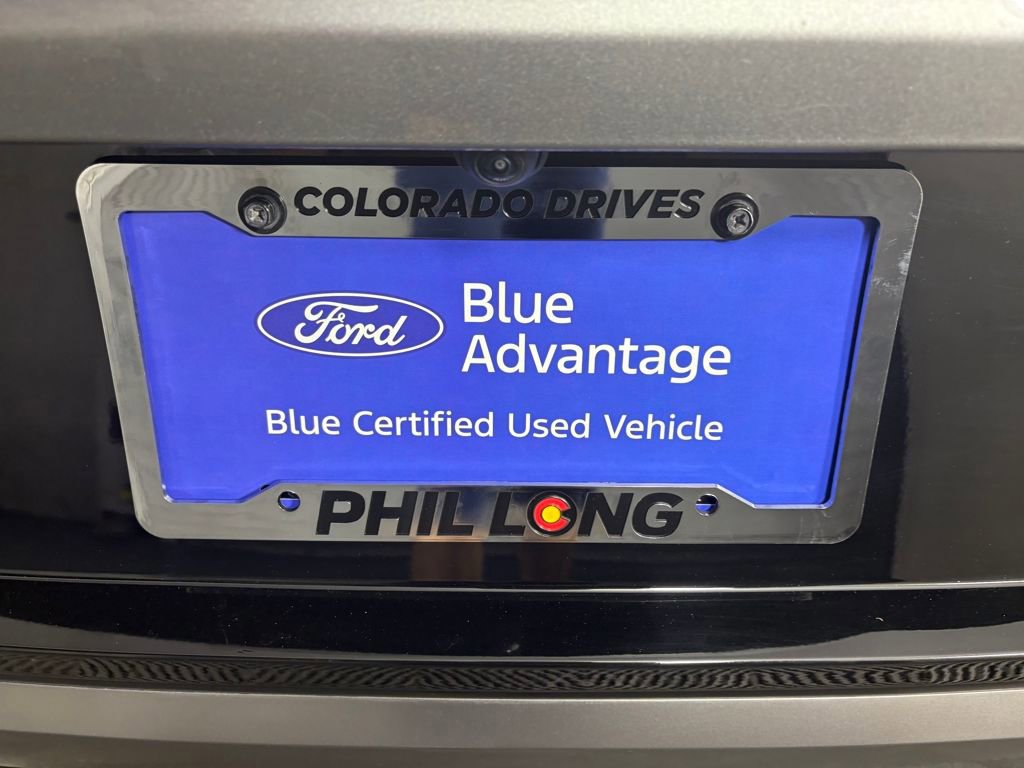 COLORADO DRIVES
Ford
Blue
Advantage
Blue Certified Used Vehicle
PHIL LONG